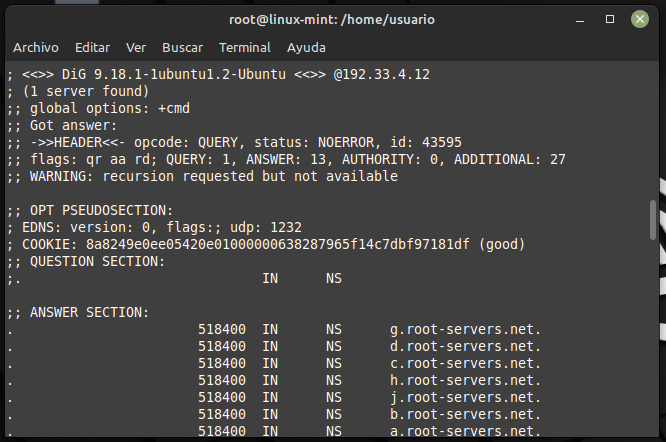 root@linux-mint: /home/usuario
Archivo Editar Ver Buscar Terminal Ayuda
; <<>> DiG 9.18.1-1ubuntu1.2-Ubuntu <<>> @192.33.4.12
; (1 server found)
;; global options: +cmd
;; Got answer:
;; ->>HEADER<<- opcode: QUERY, status: NOERROR, id: 43595
;; flags: qr aa rd; QUERY: 1, ANSWER: 13, AUTHORITY: 0, ADDITIONAL: 27
;; WARNING: recursion requested but not available
;; OPT PSEUDOSECTION:
; EDNS: version: 0, flags:; udp: 1232
; COOKIE: 8a8249e0ee05420e01000000638287965f14c7dbf97181df (good)
;; QUESTION SECTION:
;. IN NS
;; ANSWER SECTION:
. 518400 IN NS g.root-servers.net.
. 518400 IN NS d.root-servers.net.
. 518400 IN NS c.root-servers.net.
. 518400 IN NS h.root-servers.net.
. 518400 IN NS j.root-servers.net.
. 518400 IN NS b.root-servers.net.
. 518400 IN NS a.root-servers.net.